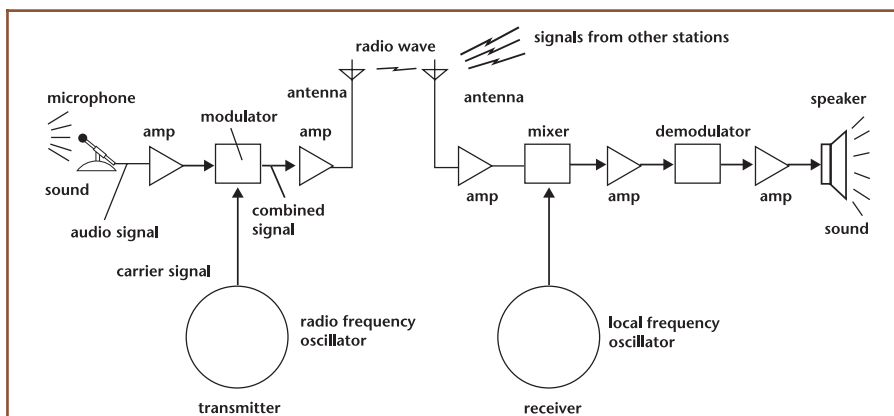 radio wave
signals from other stations
antenna
antenna
microphone
amp
modulator
amp
mixer
demodulator
speaker
sound
audio signal
combined
signal
amp
amp
amp
sound
carrier signal
radio frequency
oscillator
local frequency
oscillator
transmitter
receiver